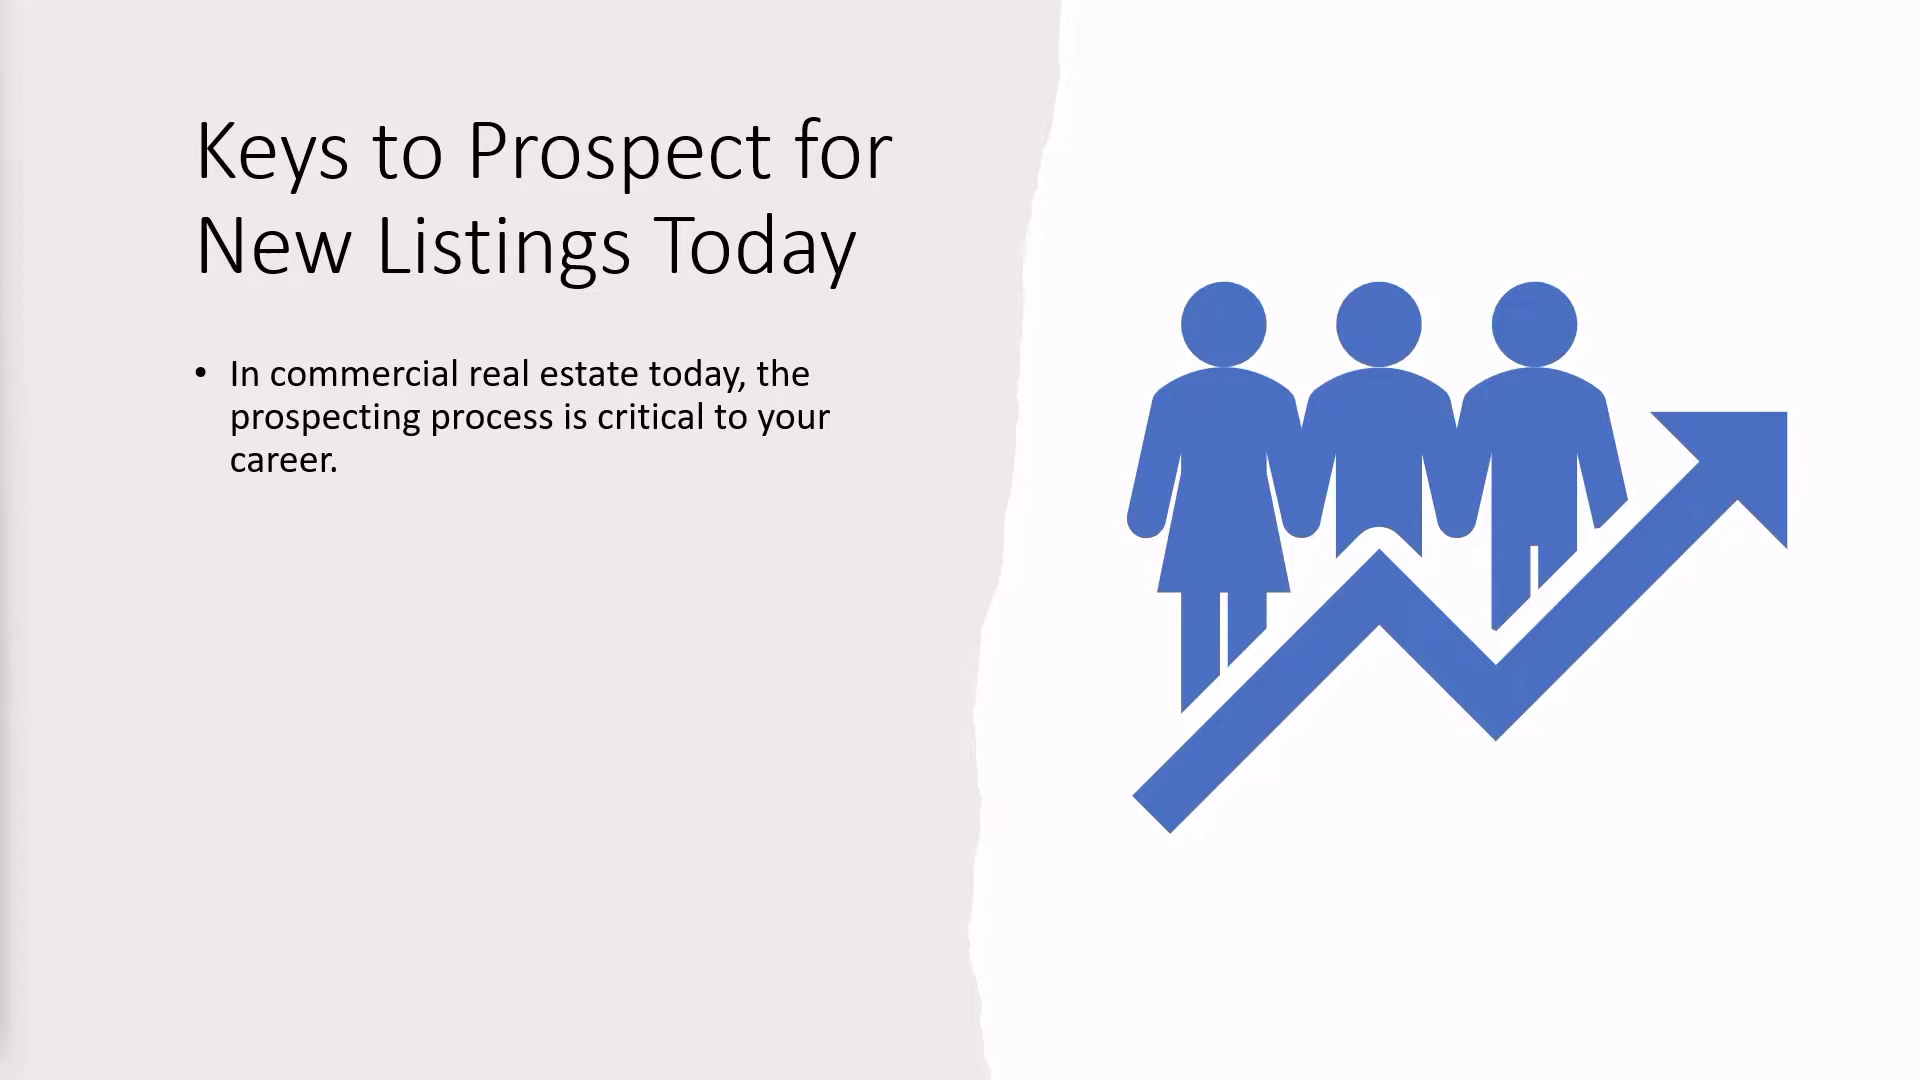 Keys to Prospect for
New Listings Today
• In commercial real estate today, the
prospecting process is critical to your
career.